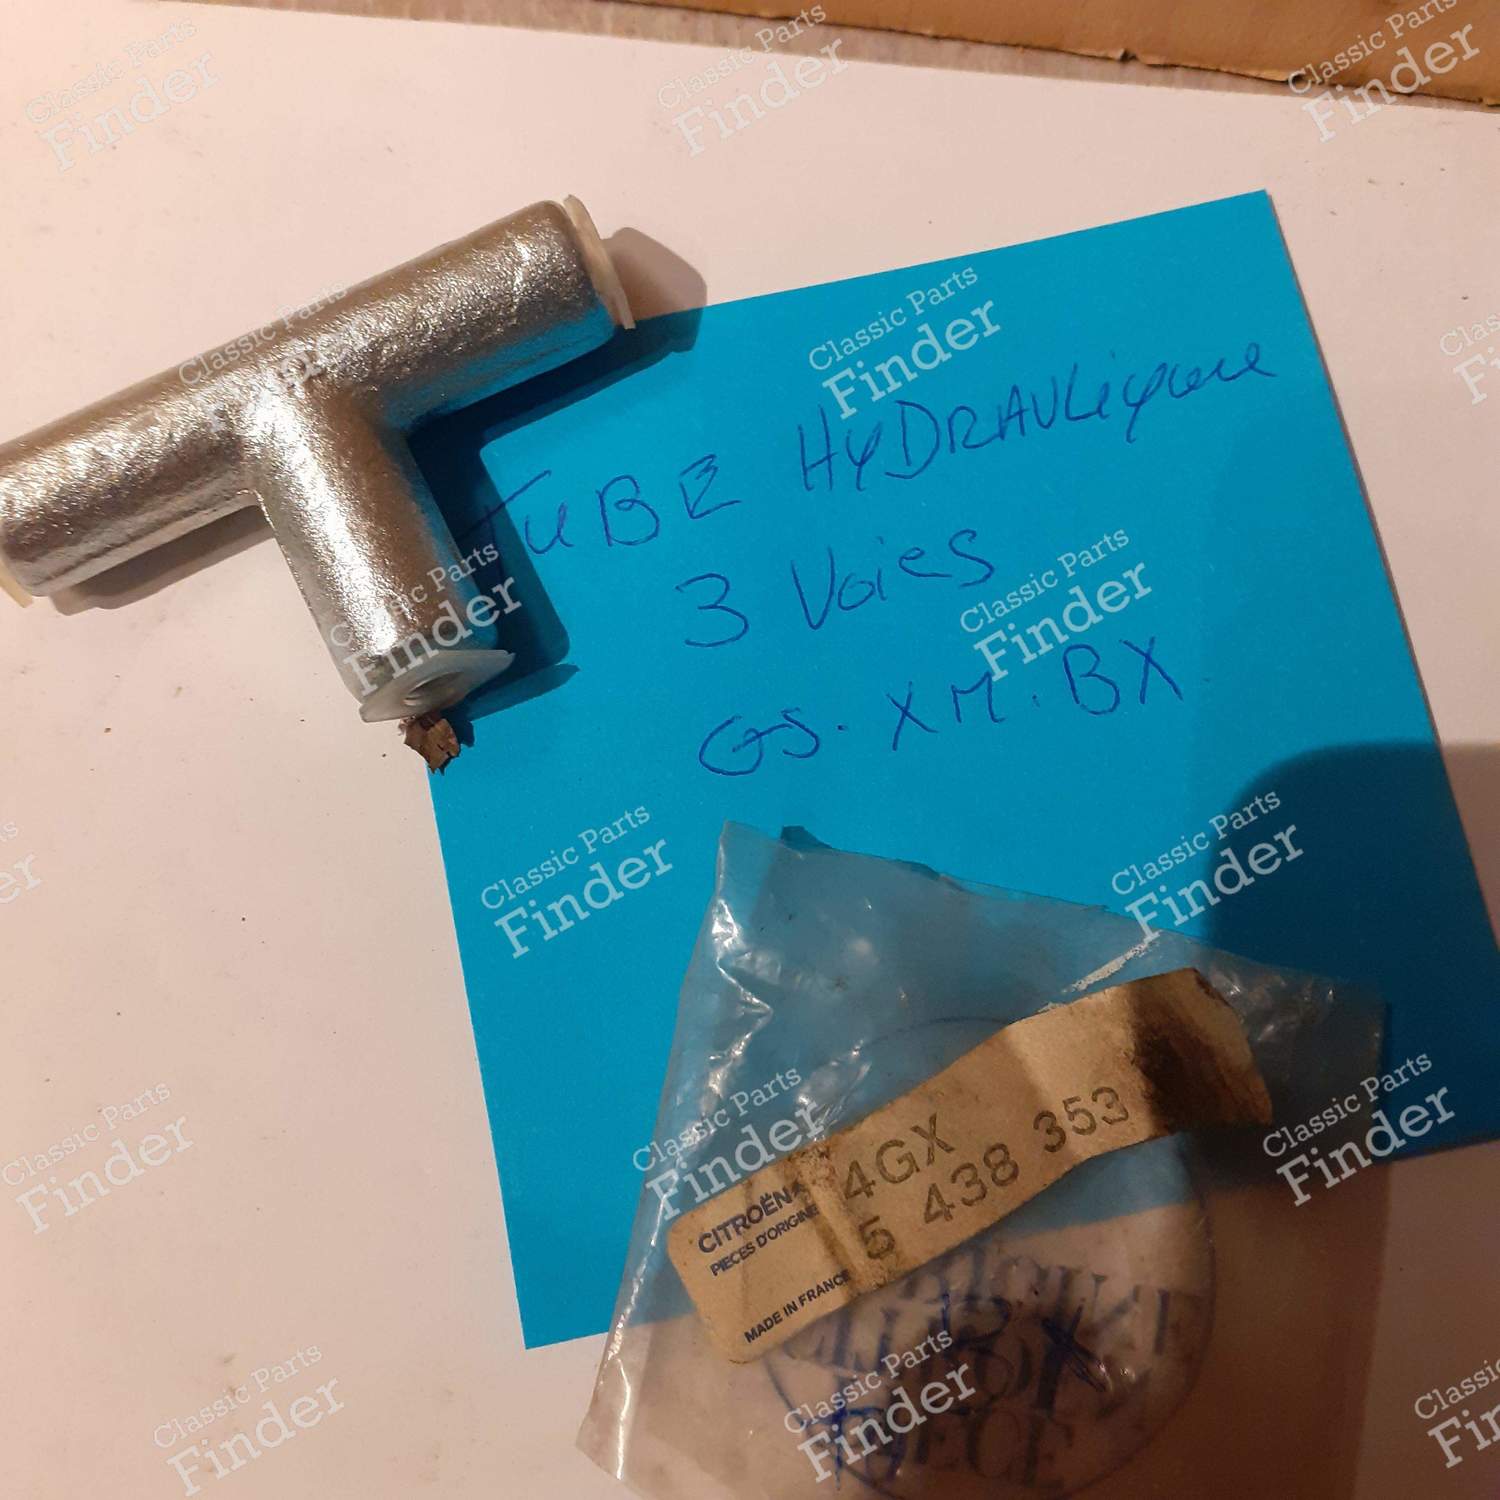 TUBE HYDRAULique
3 Voies
GS. XM. BX
CITROËN
PIECES D'ORIGINE
MADE IN FRANCE
4GX
5 438 353
BX
Classic Parts
Finder